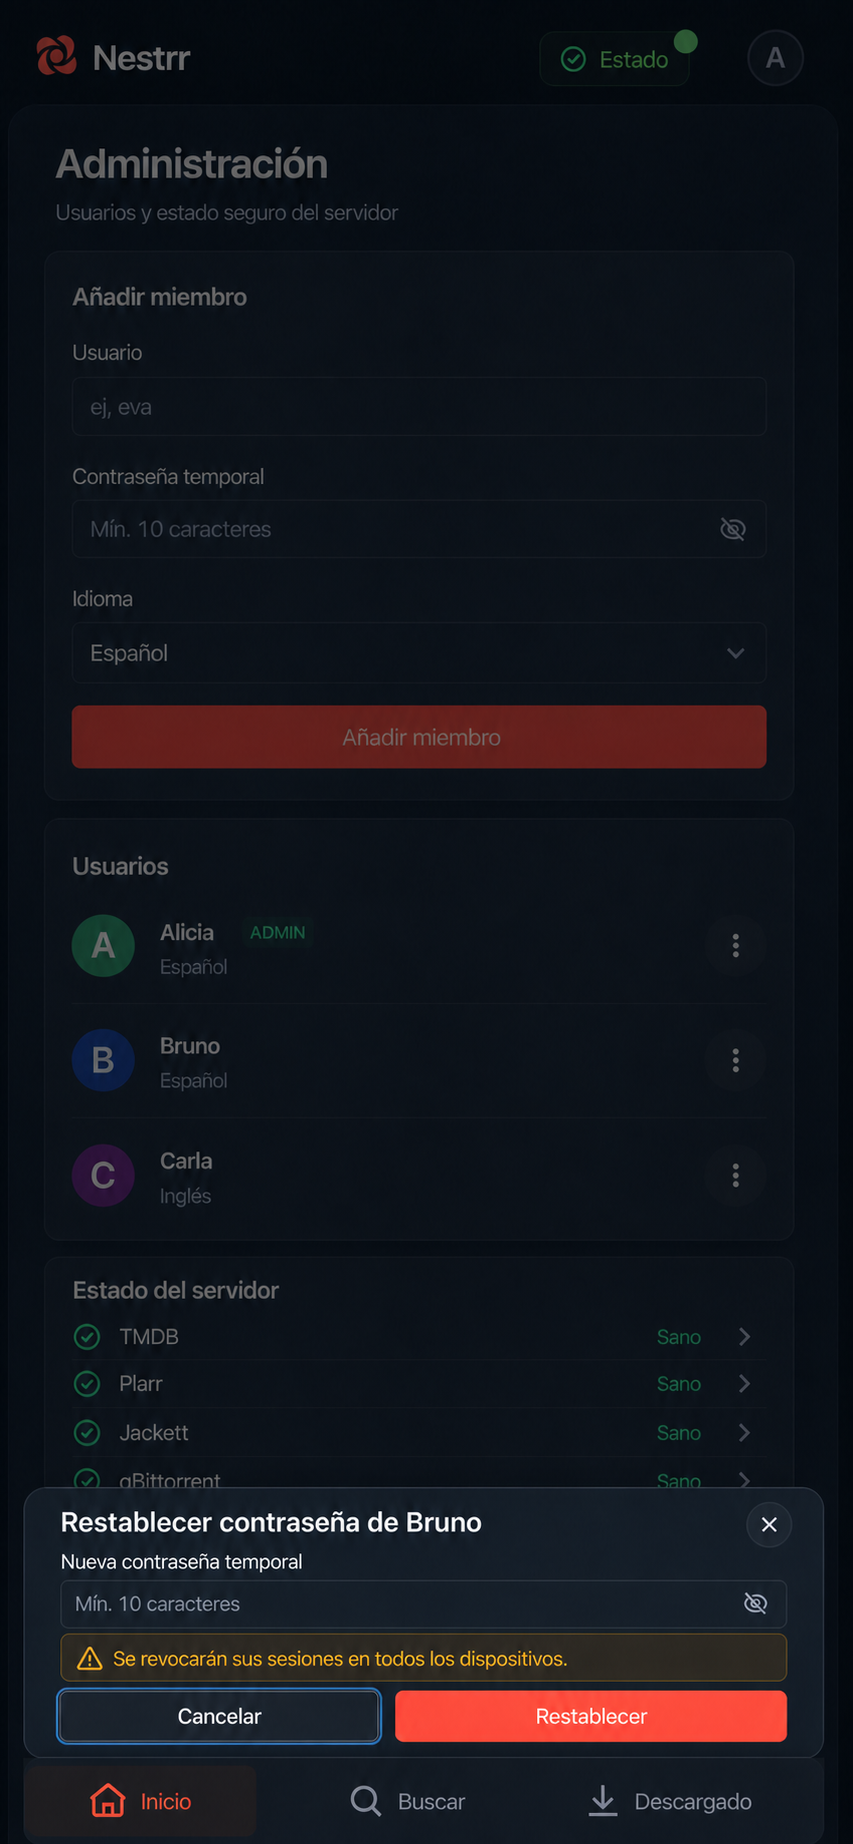 Nestrr
Estado
A
Administración
Usuarios y estado seguro del servidor
Añadir miembro
Usuario
ej, eva
Contraseña temporal
Mín. 10 caracteres
Idioma
Español
Añadir miembro
Usuarios
A
Alicia ADMIN
Español
B
Bruno
Español
C
Carla
Inglés
Estado del servidor
TMDB Sano
Plarr Sano
Jackett Sano
qBittorrent Sano
Restablecer contraseña de Bruno
Nueva contraseña temporal
Mín. 10 caracteres
Se revocarán sus sesiones en todos los dispositivos.
Cancelar Restablecer
Inicio Buscar Descargado